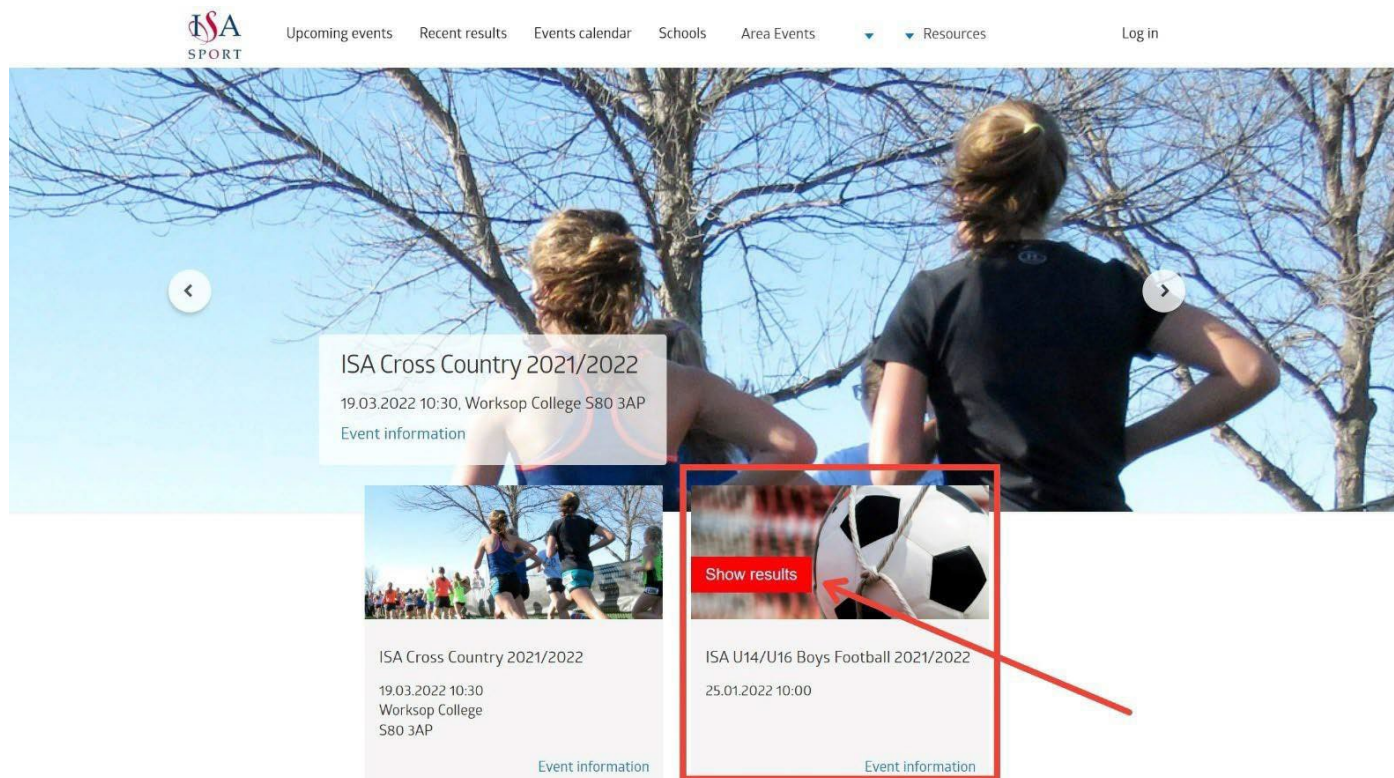 ISA
SPORT
Upcoming events Recent results Events calendar Schools Area Events Resources Log in
ISA Cross Country 2021/2022
19.03.2022 10:30, Worksop College S80 3AP
Event information
Show results
ISA Cross Country 2021/2022
19.03.2022 10:30
Worksop College
S80 3AP
Event information
ISA U14/U16 Boys Football 2021/2022
25.01.2022 10:00
Event information